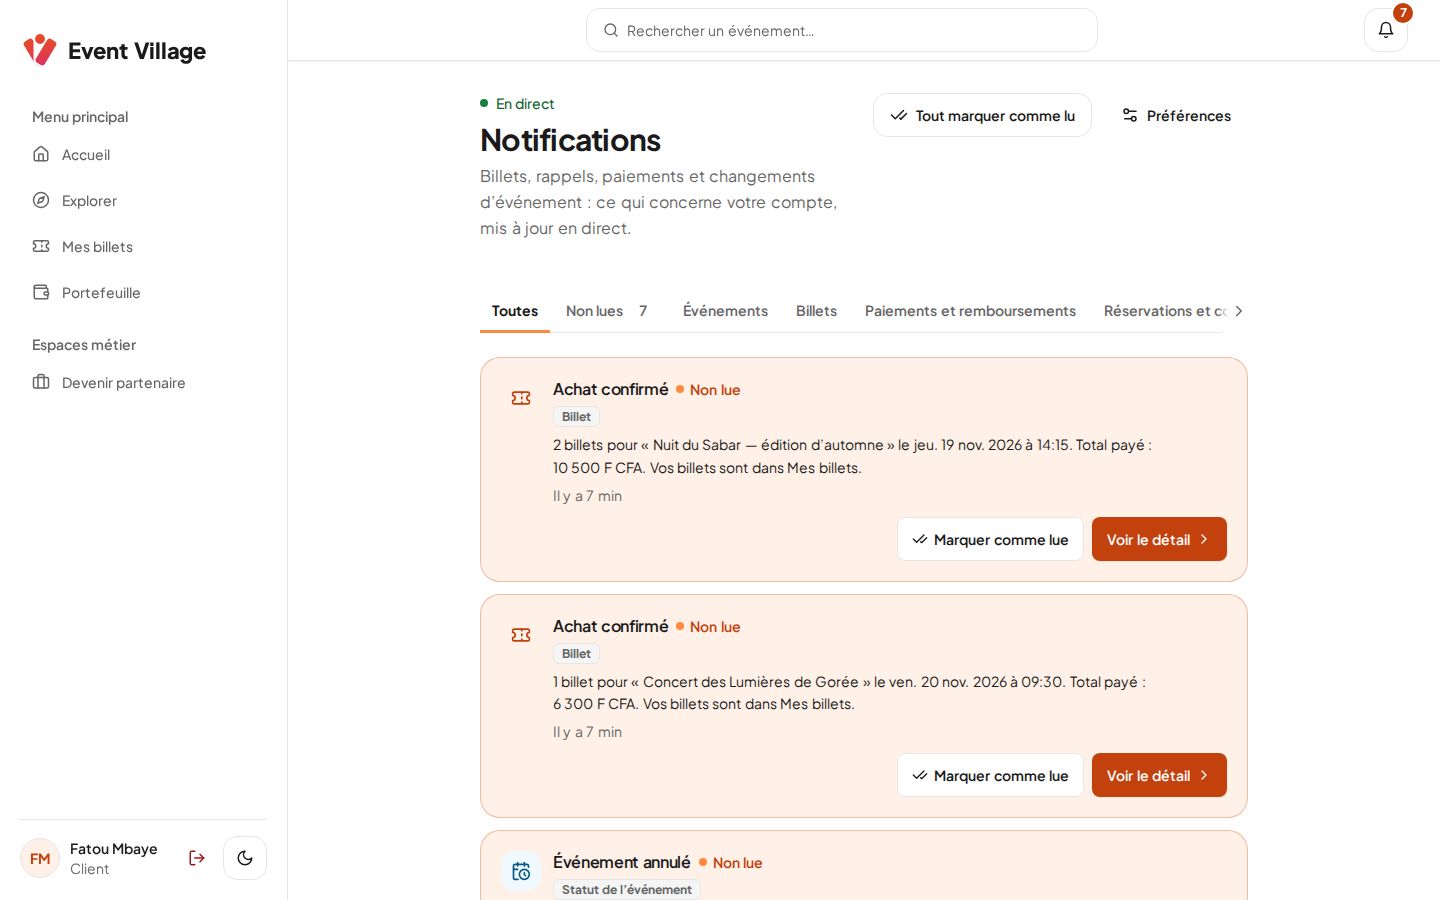 Event Village
Rechercher un événement…
7
Menu principal
Accueil
Explorer
Mes billets
Portefeuille
Espaces métier
Devenir partenaire
FM
Fatou Mbaye
Client
En direct
Notifications
Billets, rappels, paiements et changements
d’événement : ce qui concerne votre compte,
mis à jour en direct.
Tout marquer comme lu
Préférences
Toutes
Non lues 7
Événements
Billets
Paiements et remboursements
Réservations et
Achat confirmé
Non lue
Billet
2 billets pour « Nuit du Sabar — édition d’automne » le jeu. 19 nov. 2026 à 14:15. Total payé :
10 500 F CFA. Vos billets sont dans Mes billets.
Il y a 7 min
Marquer comme lue
Voir le détail
Achat confirmé
Non lue
Billet
1 billet pour « Concert des Lumières de Gorée » le ven. 20 nov. 2026 à 09:30. Total payé :
6 300 F CFA. Vos billets sont dans Mes billets.
Il y a 7 min
Marquer comme lue
Voir le détail
Événement annulé
Non lue
Statut de l’événement